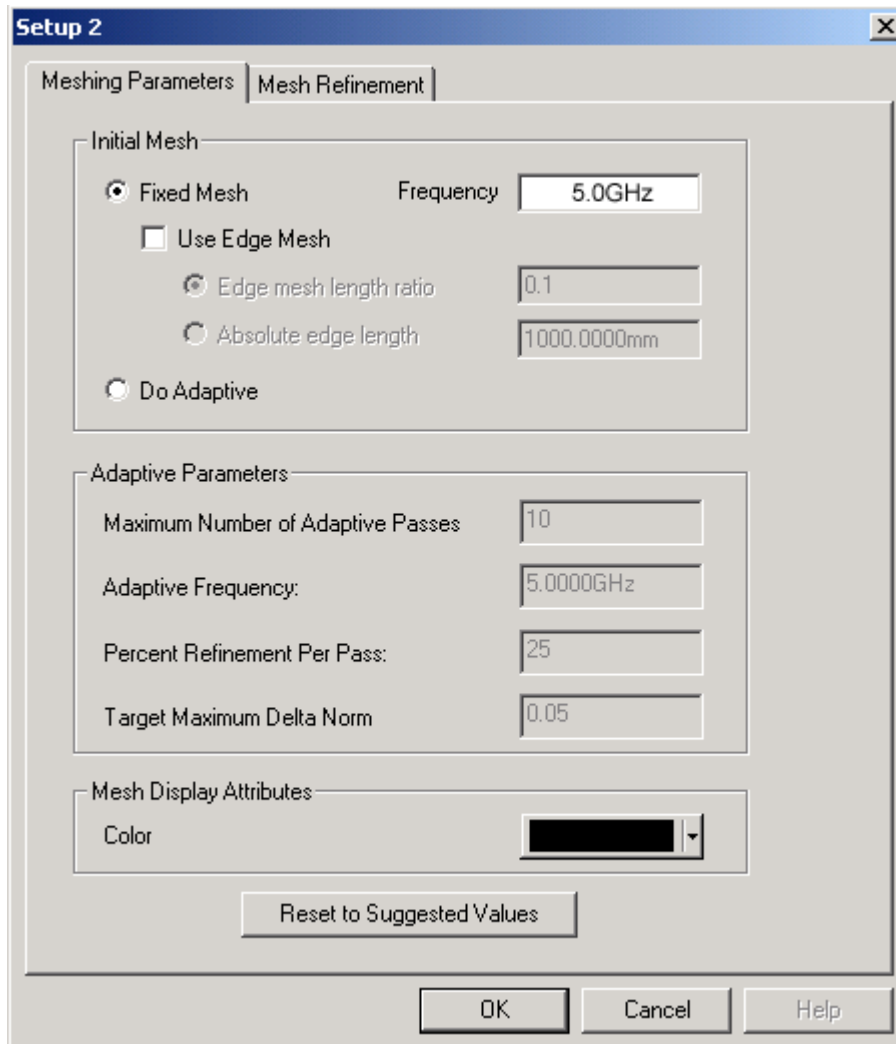 Setup 2
Meshing Parameters Mesh Refinement
Initial Mesh
Fixed Mesh Frequency 5.0GHz
Use Edge Mesh
Edge mesh length ratio 0.1
Absolute edge length 1000.0000mm
Do Adaptive
Adaptive Parameters
Maximum Number of Adaptive Passes 10
Adaptive Frequency: 5.0000GHz
Percent Refinement Per Pass: 25
Target Maximum Delta Norm 0.05
Mesh Display Attributes
Color
Reset to Suggested Values
OK Cancel Help